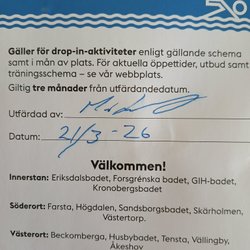 Gäller för drop-in-aktiviteter enligt gällande schema
samt i mån av plats. För aktuella öppettider, utbud samt
träningsschema – se vår webbplats.
Giltig tre månader från utfärdandedatum.
Utfärdad av
Datum: 21/3-26
Välkommen!
Innerstan: Eriksdalsbadet, Forsgrénska badet, GIH-badet,
Kronobergsbadet
Söderort: Farsta, Högdalen, Sandsborgsbadet, Skärholmen,
Västertorp.
Västerort: Beckomberga, Husbybadet, Tensta, Vällingby,
Åkeshov